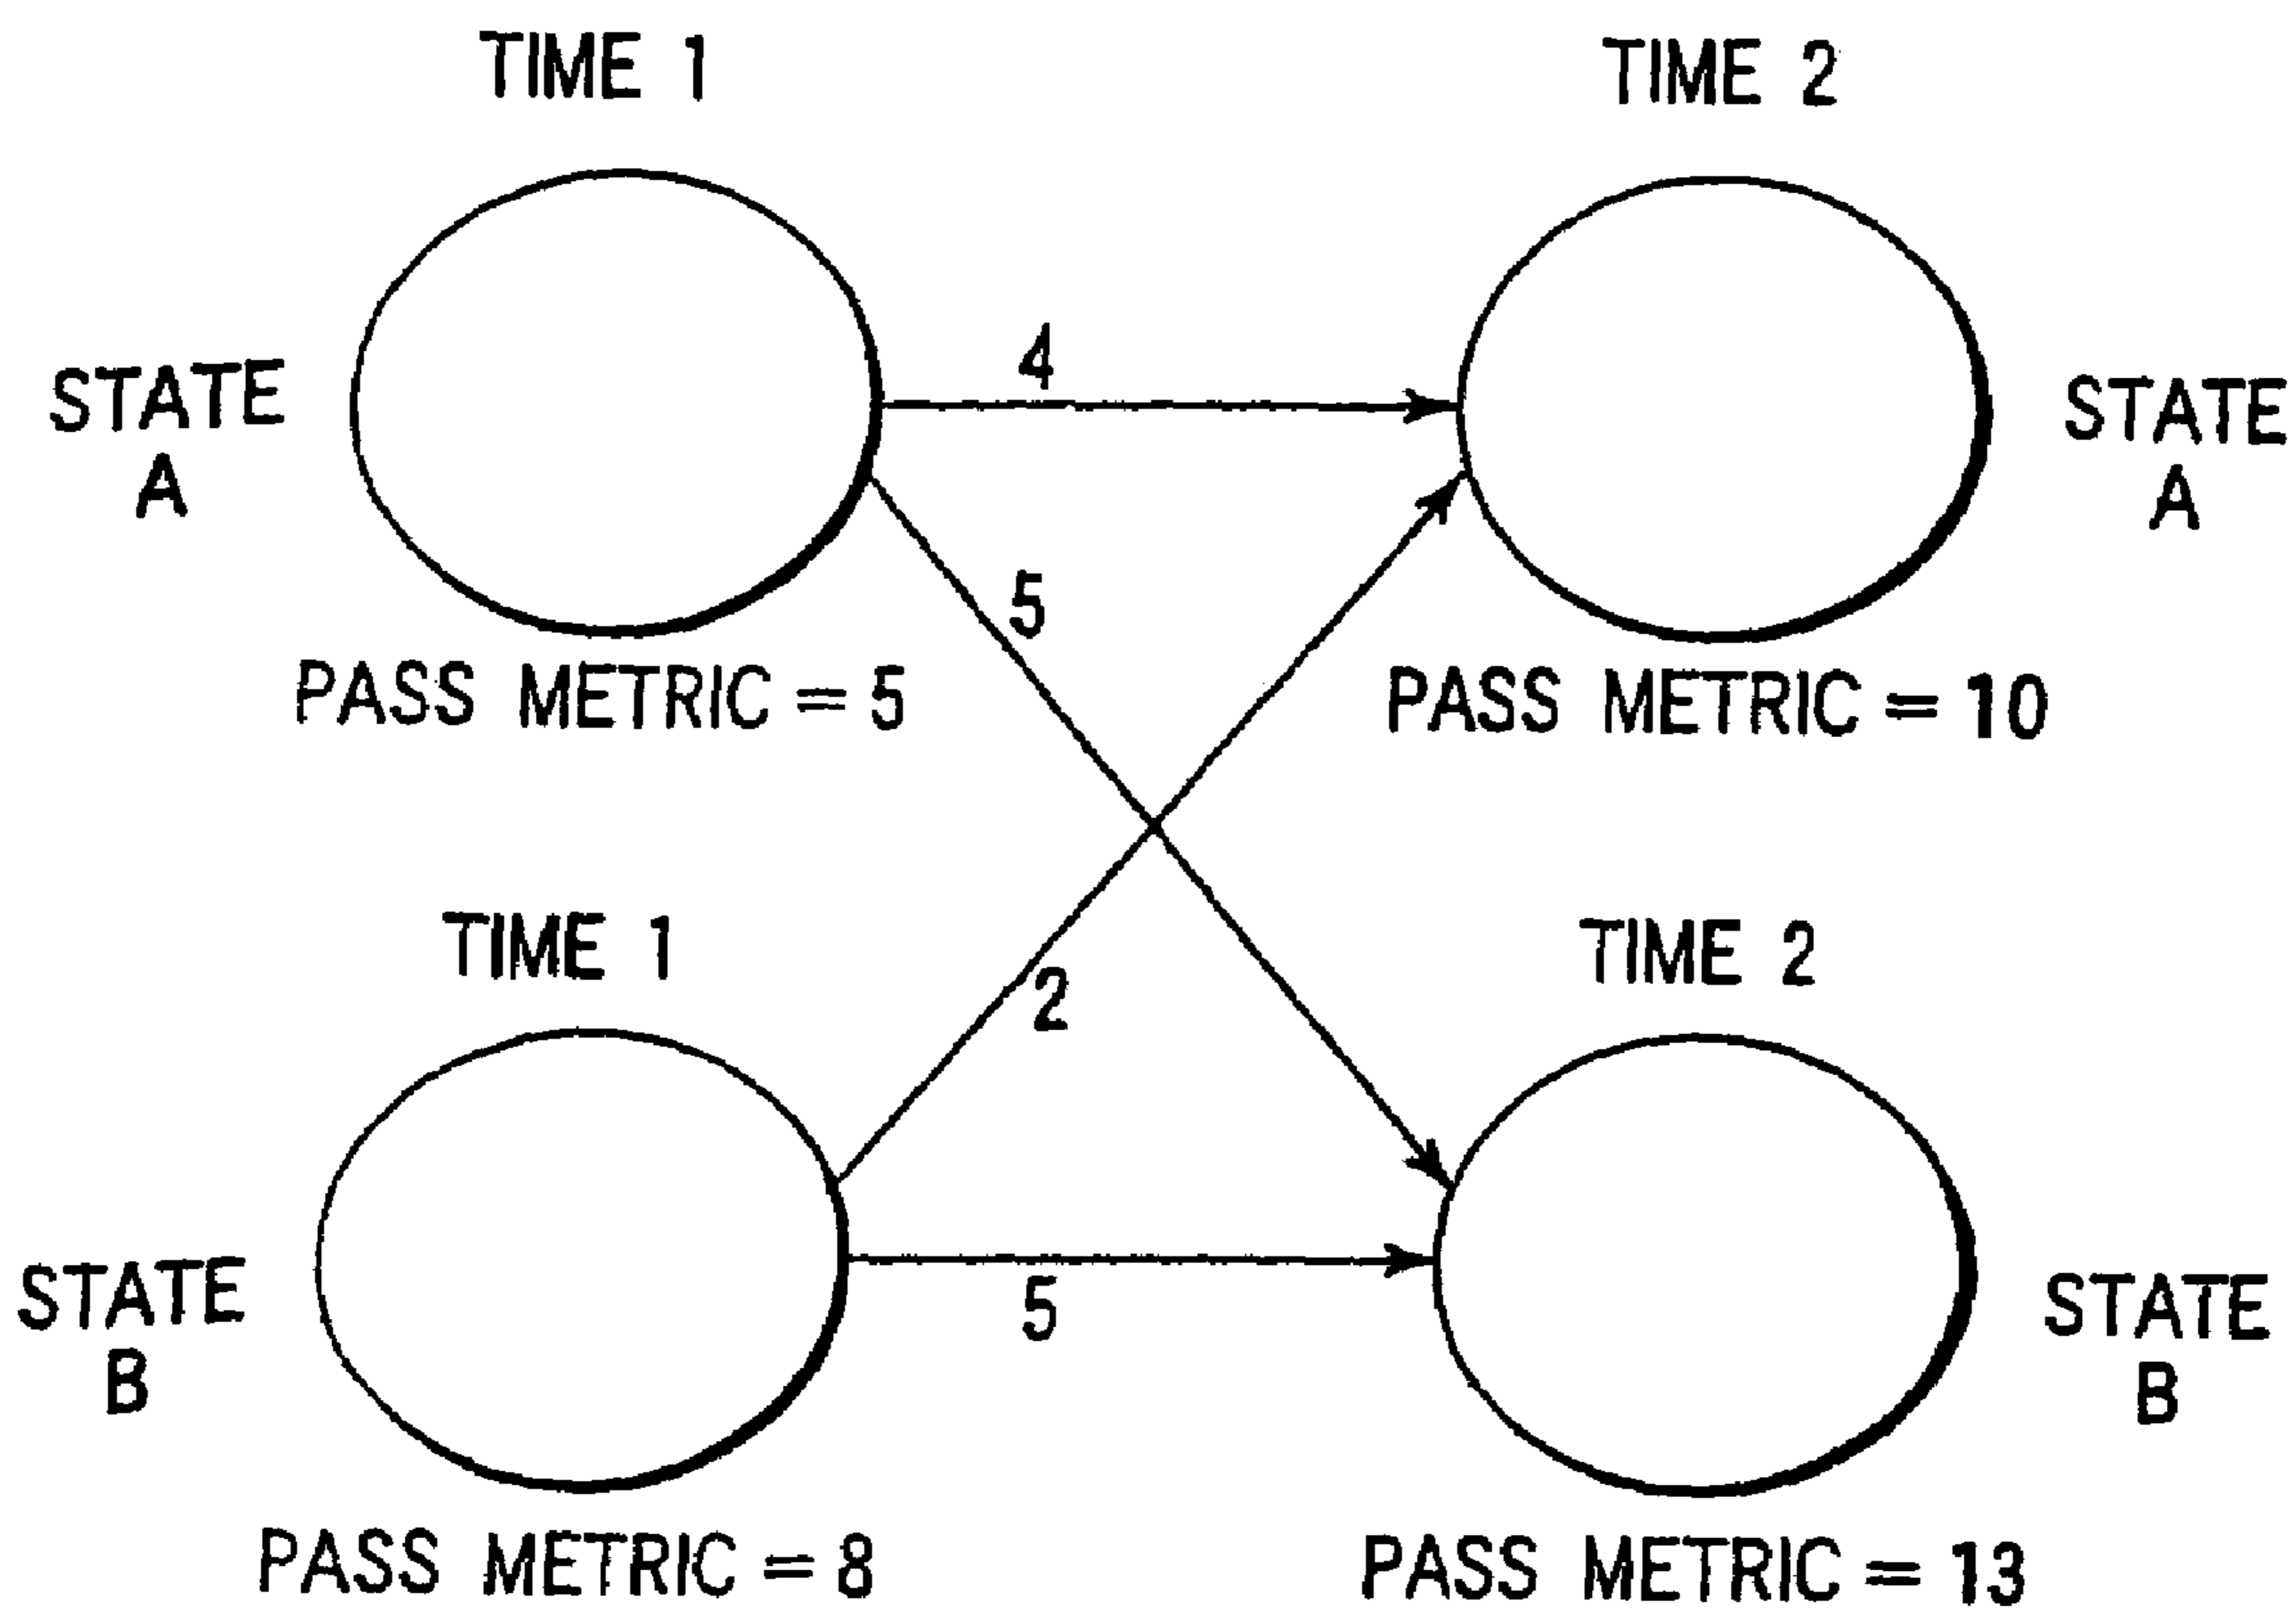 TIME 1
TIME 2
STATE
A
4
STATE
A
5
PASS METRIC = 5
PASS METRIC = 10
TIME 1
TIME 2
2
STATE
B
5
STATE
B
PASS METRIC = 8
PASS METRIC = 13